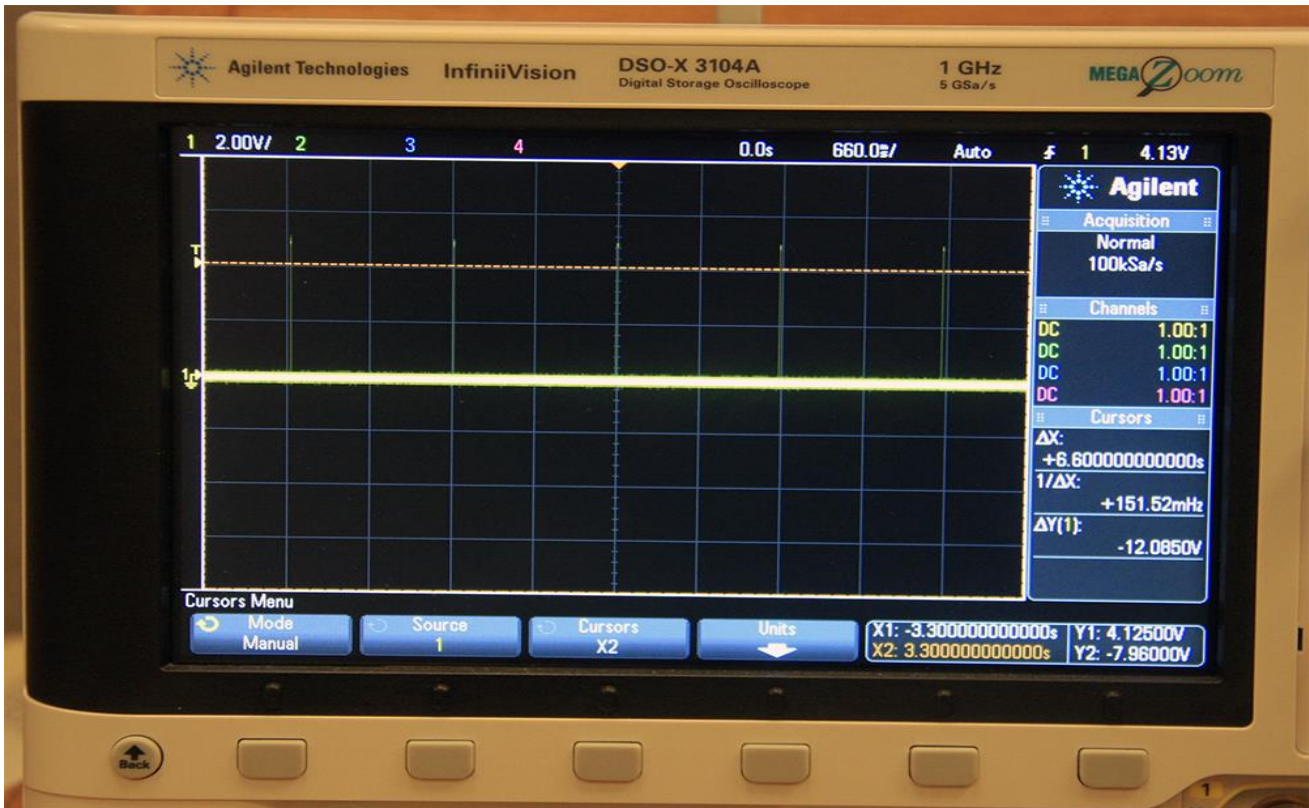 Agilent Technologies InfiniiVision DSO-X 3104A 1 GHz MEGA Zoom
Digital Storage Oscilloscope 5 GSa/s
1 2.00V/ 2 3 4 0.0s 660.0ms/ Auto 1 4.13V
Agilent
Acquisition
Normal
100kSa/s
T
Channels
DC 1.00:1
DC 1.00:1
DC 1.00:1
DC 1.00:1
1
Cursors
ΔX:
+6.600000000000s
1/ΔX:
+151.52mHz
ΔY(1):
-12.0850V
Cursors Menu
Mode Source Cursors Units
Manual 1 X2
X1: -3.300000000000s Y1: 4.12500V
X2: 3.300000000000s Y2: -7.96000V
Back
1